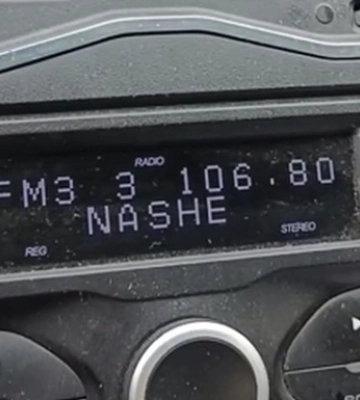 RADIO
FM3 3 106.80
NASHE
REG STEREO